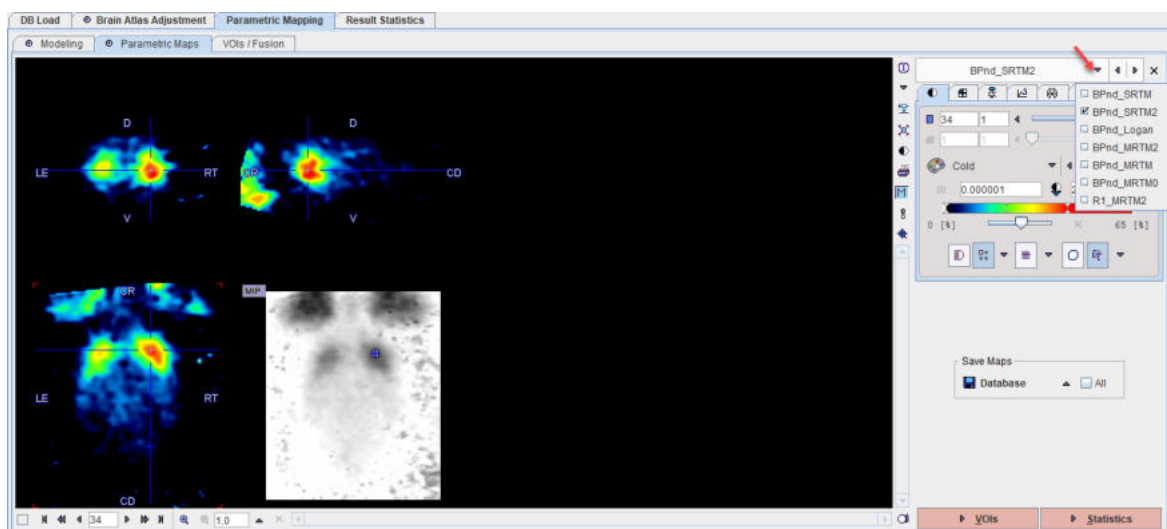 DB Load Brain Atlas Adjustment Parametric Mapping Result Statistics
Modeling Parametric Maps VOIs / Fusion
BPnd_SRTM2
BPnd_SRTM
BPnd_SRTM2
BPnd_Logan
BPnd_MRTM2
BPnd_MRTM
BPnd_MRTM0
R1_MRTM2
34 1
1 1
Cold
0.000001
0 [%] 65 [%]
D D
LE RT CR CD
V V
CR MIP
LE RT
CD
Save Maps
Database All
34 1.0
VOIs Statistics